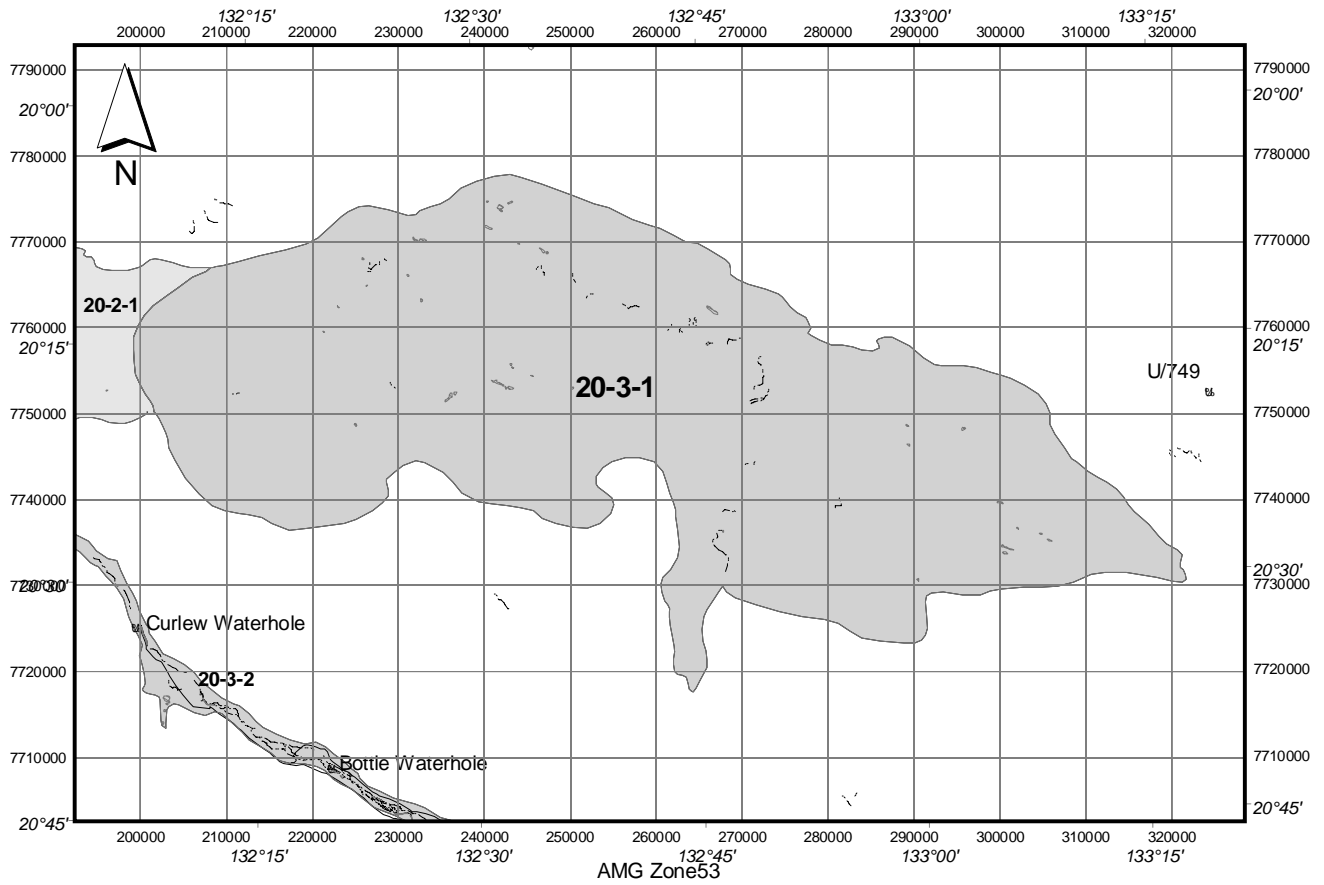 132°15' 132°30' 132°45' 133°00' 133°15'
200000 210000 220000 230000 240000 250000 260000 270000 280000 290000 300000 310000 320000
7790000 7790000
20°00' 20°00'
7780000 7780000
N
7770000 7770000
20-2-1
7760000 7760000
20°15' 20°15'
U/749
20-3-1
7750000 7750000
7740000 7740000
20°30'
7730000 20°30' 7730000
Curlew Waterhole
7720000 7720000
20-3-2
7710000 Bottle Waterhole 7710000
20°45' 20°45'
200000 210000 220000 230000 240000 250000 260000 270000 280000 290000 300000 310000 320000
132°15' 132°30' 132°45' 133°00' 133°15'
AMG Zone53